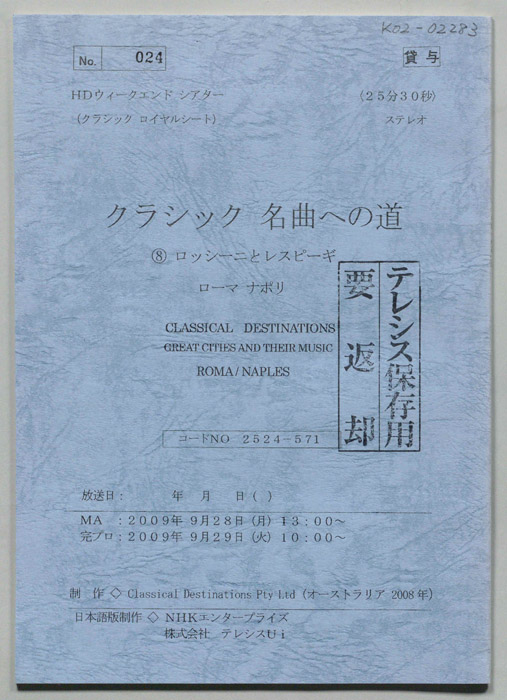 K02-02283
No. 024
貸与
HDウィークエンド シアター
(25分30秒)
(クラシック ロイヤルシート)
ステレオ
クラシック 名曲への道
⑧ ロッシーニとレスピーギ
ローマ ナポリ
CLASSICAL DESTINATIONS
GREAT CITIES AND THEIR MUSIC
ROMA/NAPLES
テレシス保存用
要返却
コードNO 2524-571
放送日: 年 月 日( )
MA :2009年 9月28日(月) 13:00~
完プロ:2009年 9月29日(火) 10:00~
制 作 ◇ Classical Destinations Pty Ltd (オーストラリア 2008年)
日本語版制作 ◇ NHKエンタープライズ
株式会社 テレシスUi